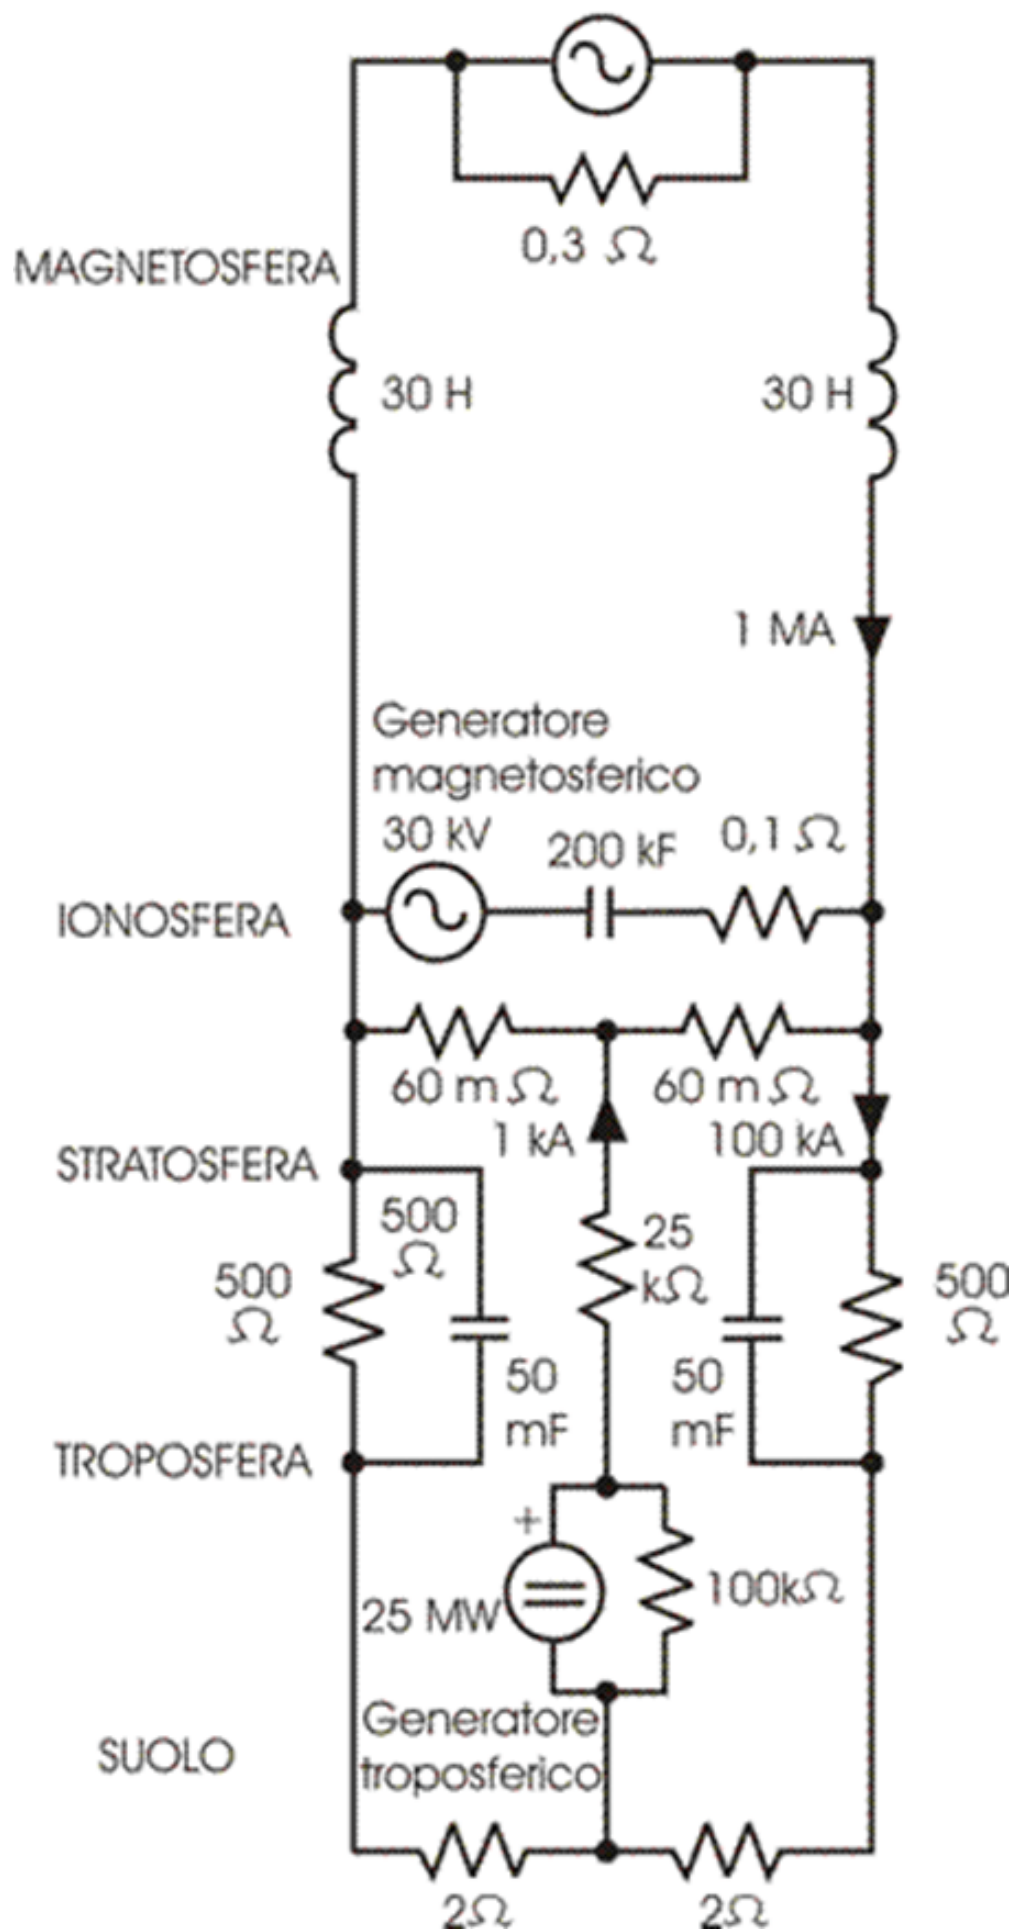 0,3 Ω
MAGNETOSFERA
30 H
30 H
1 MA
Generatore
magnetosferico
30 kV
200 kF
0,1 Ω
IONOSFERA
60 m Ω
60 m Ω
1 kA
100 kA
STRATOSFERA
500
Ω
500
Ω
25
kΩ
500
Ω
50
mF
50
mF
TROPOSFERA
+
25 MW
100kΩ
Generatore
troposferico
SUOLO
2Ω
2Ω